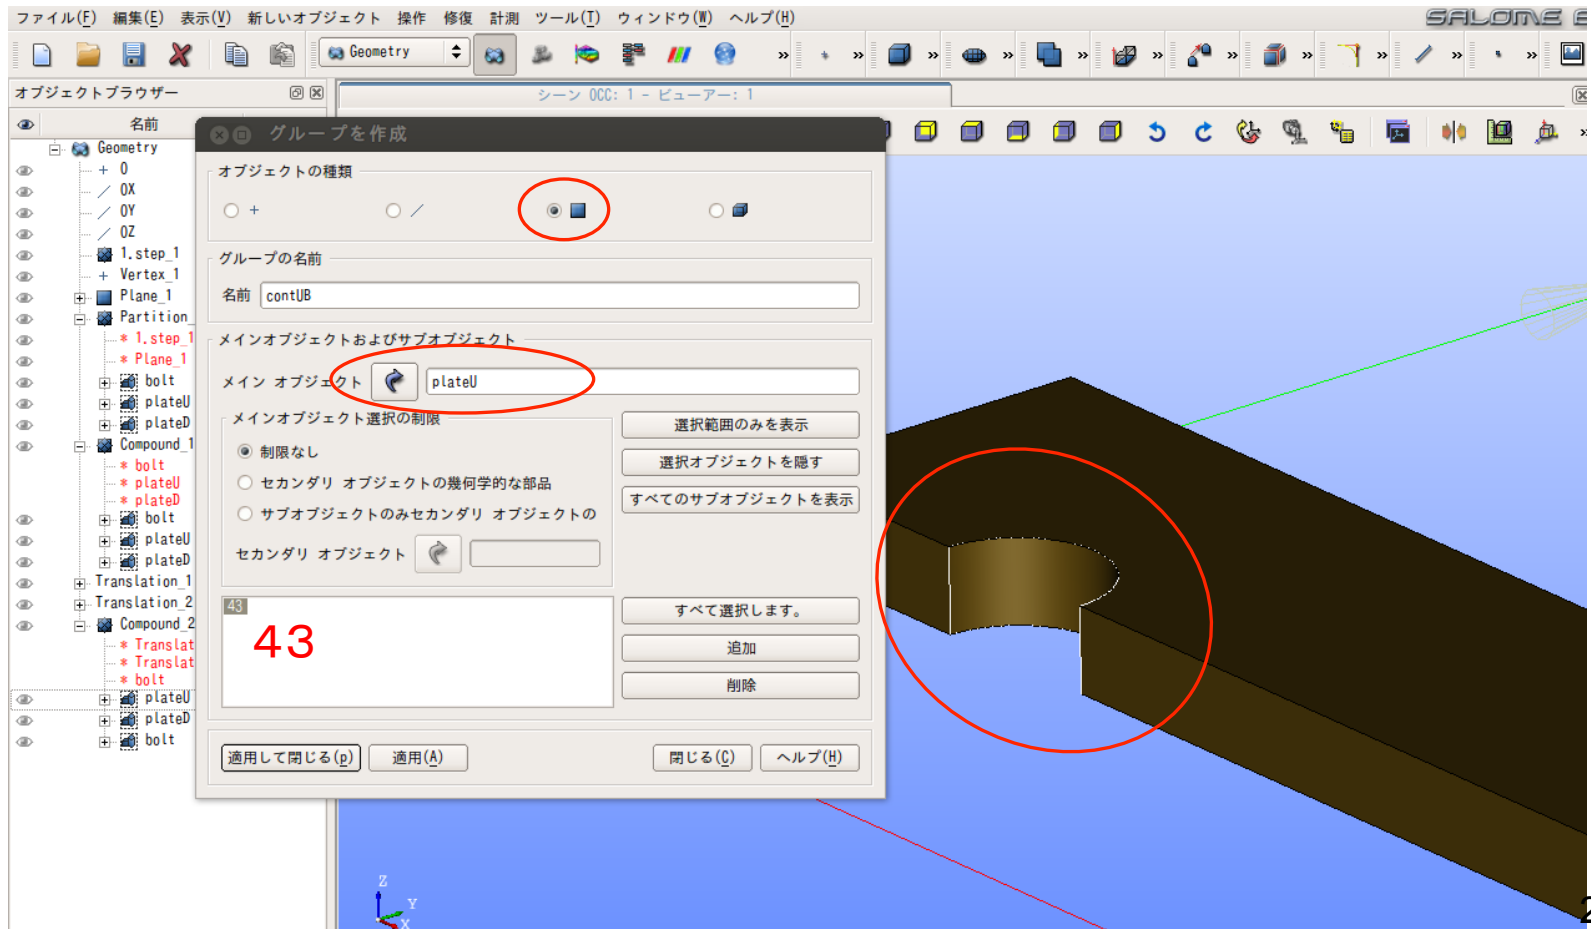 ファイル(F) 編集(E) 表示(V) 新しいオブジェクト 操作 修復 計測 ツール(T) ウィンドウ(W) ヘルプ(H)
SALOME
Geometry
オブジェクトブラウザー
シーン OCC: 1 - ビューアー: 1
名前
Geometry
O
OX
OY
OZ
1.step_1
Vertex_1
Plane_1
Partition_
* 1.step_1
* Plane_1
bolt
plateU
plateD
Compound_1
* bolt
* plateU
* plateD
bolt
plateU
plateD
Translation_1
Translation_2
Compound_2
* Translat
* Translat
* bolt
plateU
plateD
bolt
グループを作成
オブジェクトの種類
グループの名前
名前 contUB
メインオブジェクトおよびサブオブジェクト
メイン オブジェクト plateU
メインオブジェクト選択の制限
制限なし
セカンダリ オブジェクトの幾何学的な部品
サブオブジェクトのみセカンダリ オブジェクトの
セカンダリ オブジェクト
選択範囲のみを表示
選択オブジェクトを隠す
すべてのサブオブジェクトを表示
43
43
すべて選択します。
追加
削除
適用して閉じる(p) 適用(A) 閉じる(C) ヘルプ(H)
Z
Y
X
2